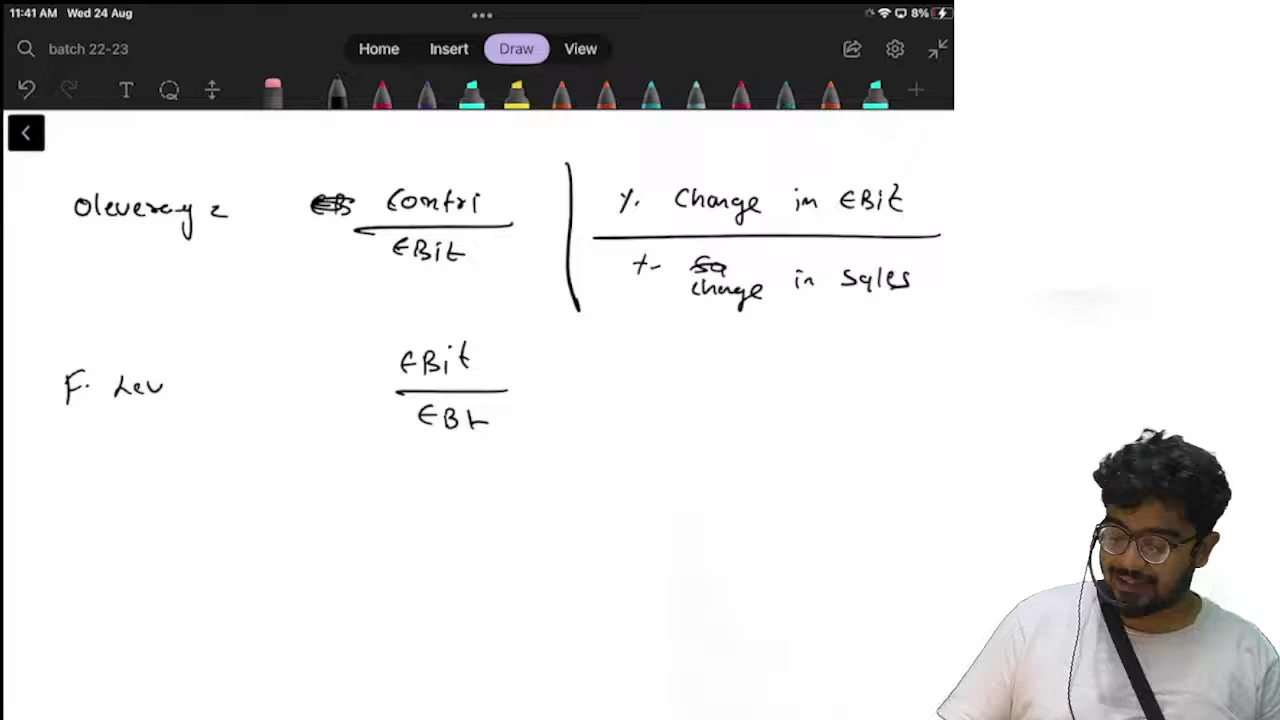 11:41 AM Wed 24 Aug
8%
batch 22-23
Home Insert Draw View
T
Oleverezy = Contri / EBit | % Change in EBit / % change in Sales
F. Lev EBit / EBt